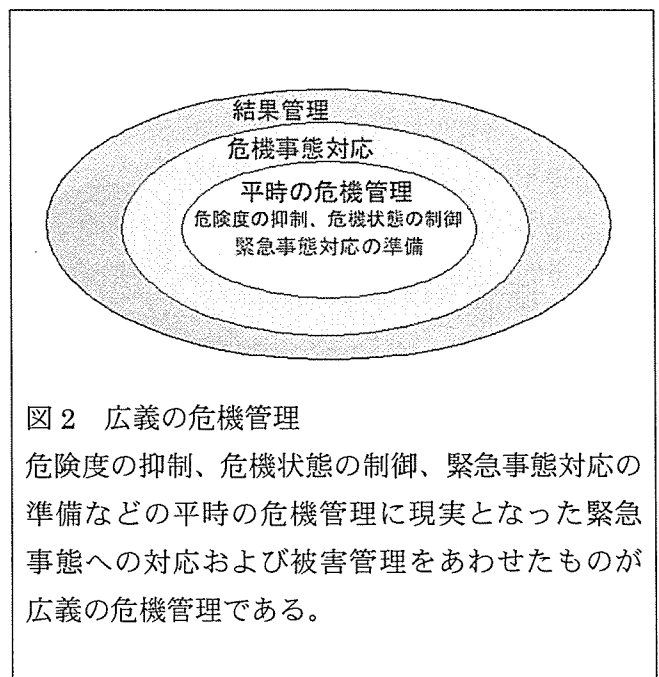 結果管理
危機事態対応
平時の危機管理
危険度の抑制、危機状態の制御
緊急事態対応の準備
図2 広義の危機管理
危険度の抑制、危機状態の制御、緊急事態対応の
準備などの平時の危機管理に現実となった緊急
事態への対応および被害管理をあわせたものが
広義の危機管理である。